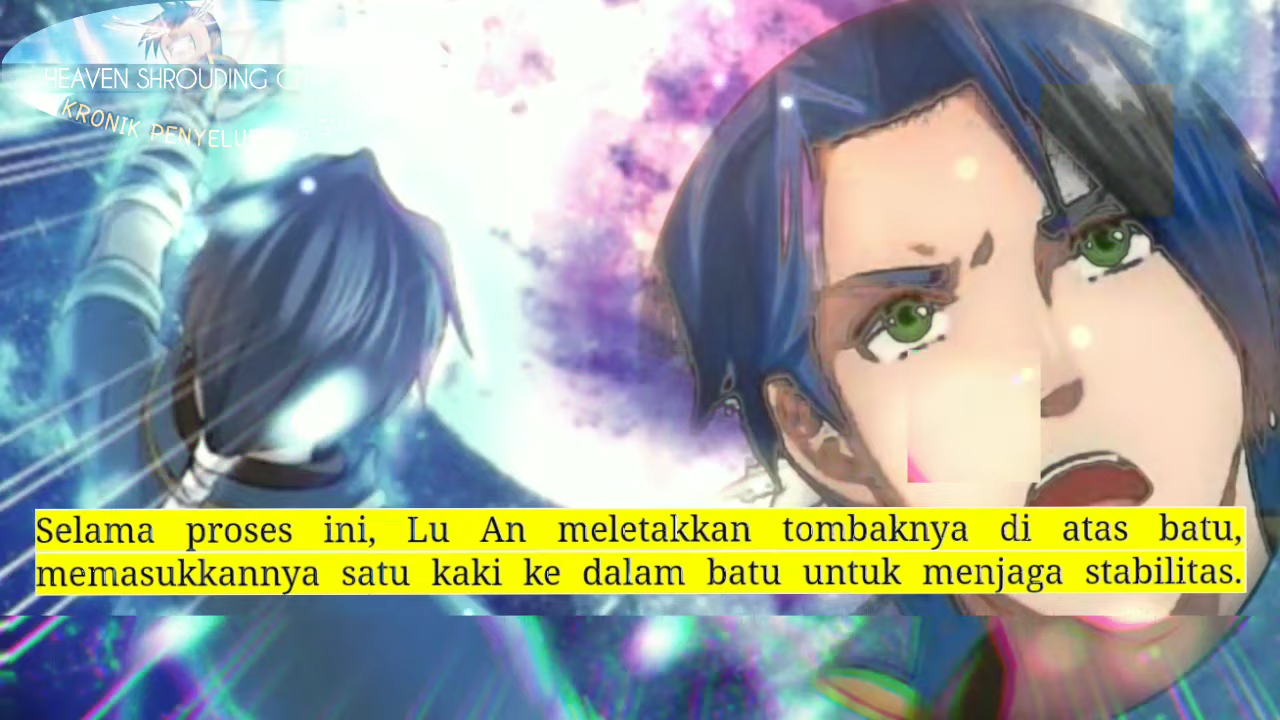 HEAVEN SHROUDING
KRONIK
Selama proses ini, Lu An meletakkan tombaknya di atas batu,
memasukkannya satu kaki ke dalam batu untuk menjaga stabilitas.